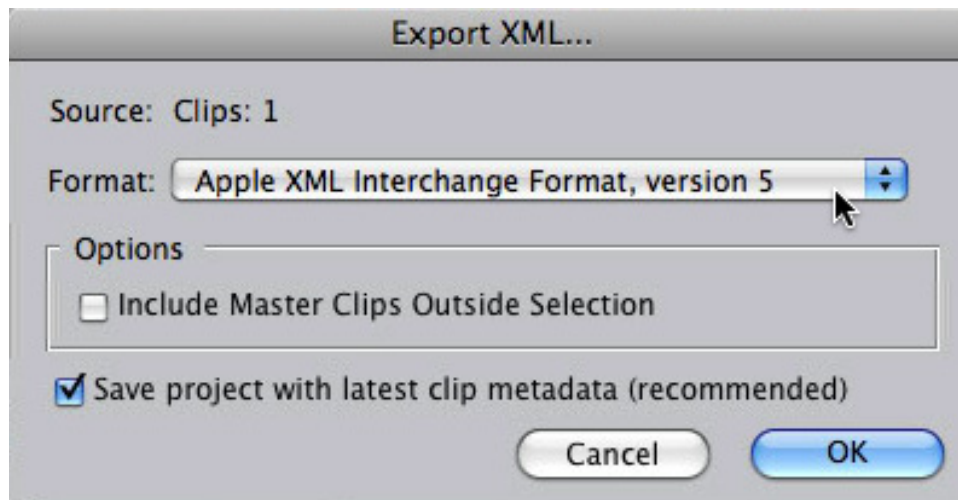 Export XML...
Source: Clips: 1
Format: Apple XML Interchange Format, version 5
Options
Include Master Clips Outside Selection
Save project with latest clip metadata (recommended)
Cancel OK